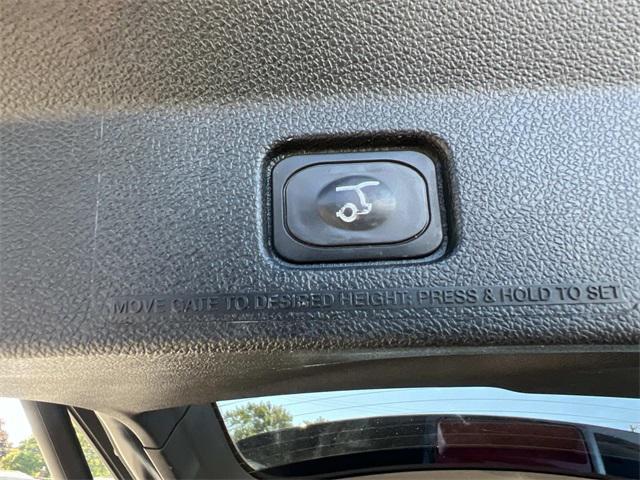 MOVE GATE TO DESIRED HEIGHT, PRESS & HOLD TO SET